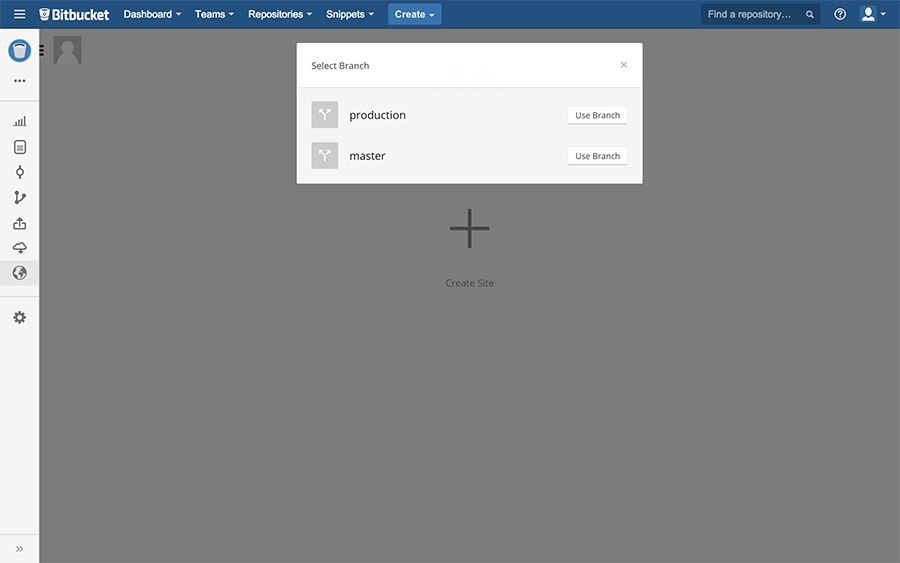 Bitbucket Dashboard Teams Repositories Snippets Create Find a repository...
Select Branch
production Use Branch
master Use Branch
Create Site